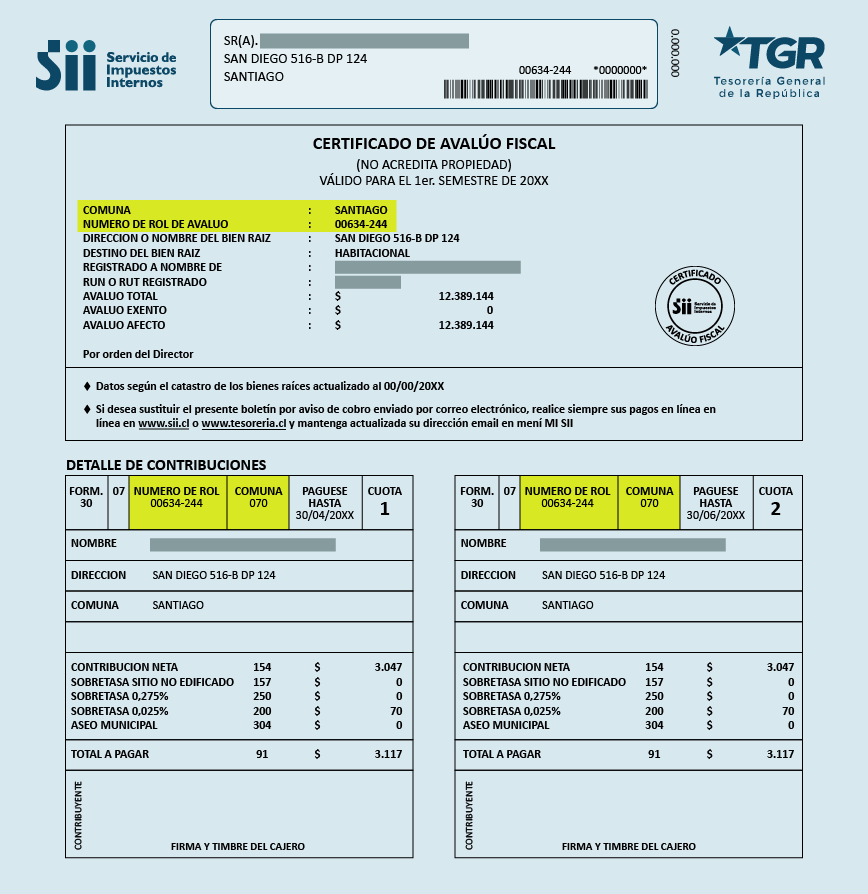 Sii Servicio de
Impuestos
Internos
SR(A).
SAN DIEGO 516-B DP 124
SANTIAGO
00634-244 *0000000*
0.000.000
TGR
Tesorería General
de la República
CERTIFICADO DE AVALÚO FISCAL
(NO ACREDITA PROPIEDAD)
VÁLIDO PARA EL 1er. SEMESTRE DE 20XX
COMUNA : SANTIAGO
NUMERO DE ROL DE AVALUO : 00634-244
DIRECCION O NOMBRE DEL BIEN RAIZ : SAN DIEGO 516-B DP 124
DESTINO DEL BIEN RAIZ : HABITACIONAL
REGISTRADO A NOMBRE DE :
RUN O RUT REGISTRADO :
AVALUO TOTAL : $ 12.389.144
AVALUO EXENTO : $ 0
AVALUO AFECTO : $ 12.389.144
Por orden del Director
CERTIFICADO
Sii Servicio de
Impuestos
Internos
AVALÚO FISCAL
♦ Datos según el catastro de los bienes raíces actualizado al 00/00/20XX
♦ Si desea sustituir el presente boletín por aviso de cobro enviado por correo electrónico, realice siempre sus pagos en línea en
línea en www.sii.cl o www.tesoreria.cl y mantenga actualizada su dirección email en mení MI SII
DETALLE DE CONTRIBUCIONES
FORM. 07 NUMERO DE ROL COMUNA PAGUESE CUOTA
30 00634-244 070 HASTA 1
30/04/20XX
NOMBRE
DIRECCION SAN DIEGO 516-B DP 124
COMUNA SANTIAGO
CONTRIBUCION NETA 154 $ 3.047
SOBRETASA SITIO NO EDIFICADO 157 $ 0
SOBRETASA 0,275% 250 $ 0
SOBRETASA 0,025% 200 $ 70
ASEO MUNICIPAL 304 $ 0
TOTAL A PAGAR 91 $ 3.117
CONTRIBUYENTE
FIRMA Y TIMBRE DEL CAJERO
FORM. 07 NUMERO DE ROL COMUNA PAGUESE CUOTA
30 00634-244 070 HASTA 2
30/06/20XX
NOMBRE
DIRECCION SAN DIEGO 516-B DP 124
COMUNA SANTIAGO
CONTRIBUCION NETA 154 $ 3.047
SOBRETASA SITIO NO EDIFICADO 157 $ 0
SOBRETASA 0,275% 250 $ 0
SOBRETASA 0,025% 200 $ 70
ASEO MUNICIPAL 304 $ 0
TOTAL A PAGAR 91 $ 3.117
CONTRIBUYENTE
FIRMA Y TIMBRE DEL CAJERO